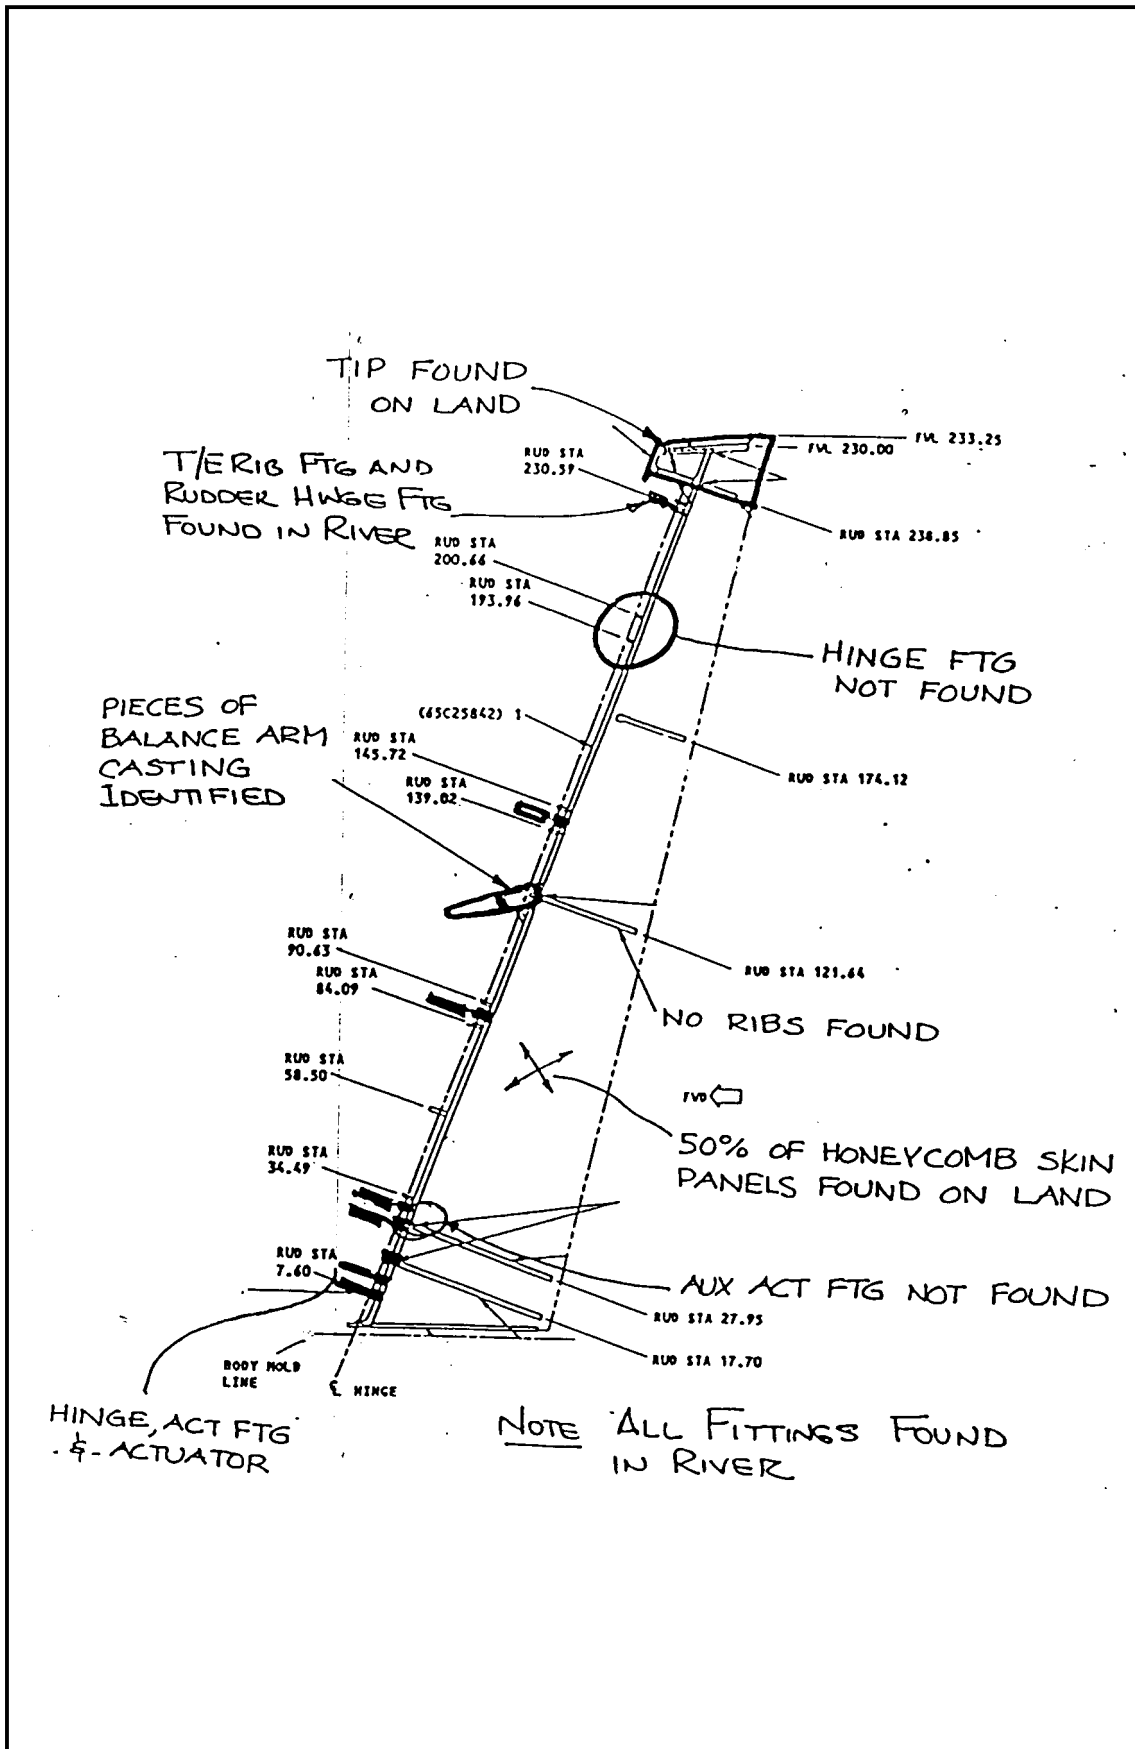 TIP FOUND
ON LAND
T/E RIB FTG AND
RUDDER HINGE FTG
FOUND IN RIVER
RUD STA
230.59
FVL 233.25
FVL 230.00
RUD STA 238.85
RUD STA
200.66
RUD STA
193.96
HINGE FTG
NOT FOUND
PIECES OF
BALANCE ARM
CASTING
IDENTIFIED
(65C25842) 1
RUD STA
145.72
RUD STA
139.02
RUD STA 174.12
RUD STA
90.63
RUD STA
84.09
RUD STA 121.64
NO RIBS FOUND
RUD STA
58.50
FWD
50% OF HONEYCOMB SKIN
PANELS FOUND ON LAND
RUD STA
34.49
RUD STA
7.60
AUX ACT FTG NOT FOUND
RUD STA 27.95
RUD STA 17.70
BODY MOLD
LINE
℄ HINGE
HINGE, ACT FTG
& ACTUATOR
NOTE ALL FITTINGS FOUND
IN RIVER